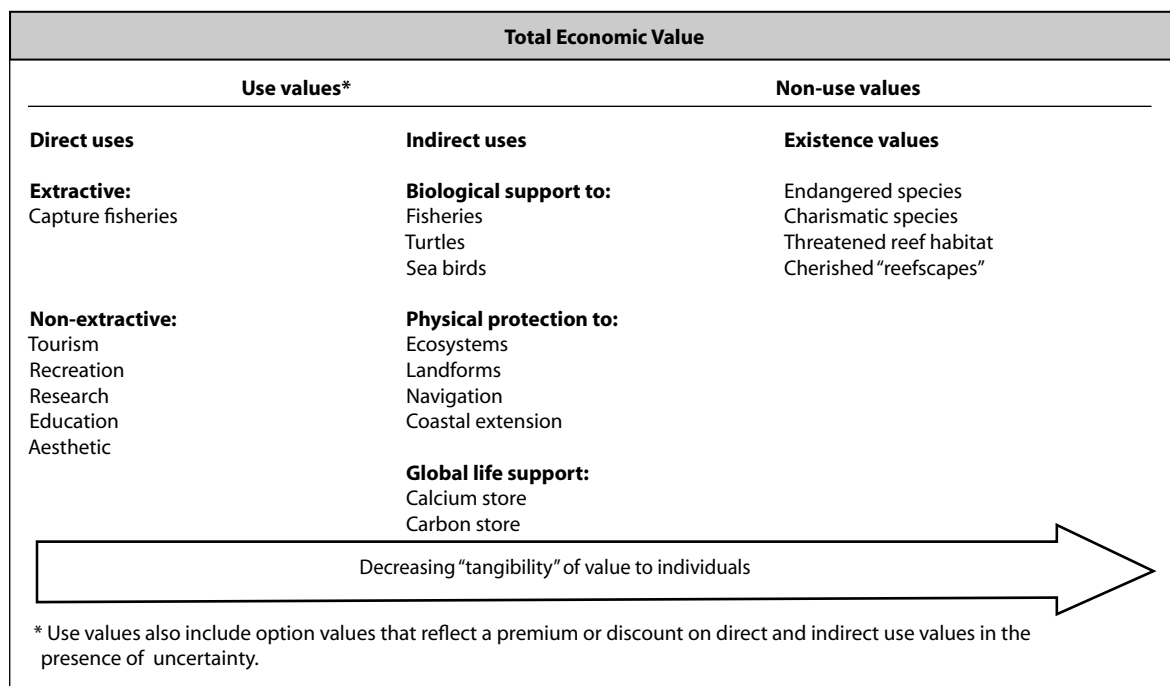 Total Economic Value
Use values*
Non-use values
Direct uses
Indirect uses
Existence values
Extractive:
Capture fisheries
Biological support to:
Fisheries
Turtles
Sea birds
Endangered species
Charismatic species
Threatened reef habitat
Cherished “reefscapes”
Non-extractive:
Tourism
Recreation
Research
Education
Aesthetic
Physical protection to:
Ecosystems
Landforms
Navigation
Coastal extension
Global life support:
Calcium store
Carbon store
Decreasing “tangibility” of value to individuals
* Use values also include option values that reflect a premium or discount on direct and indirect use values in the
presence of uncertainty.